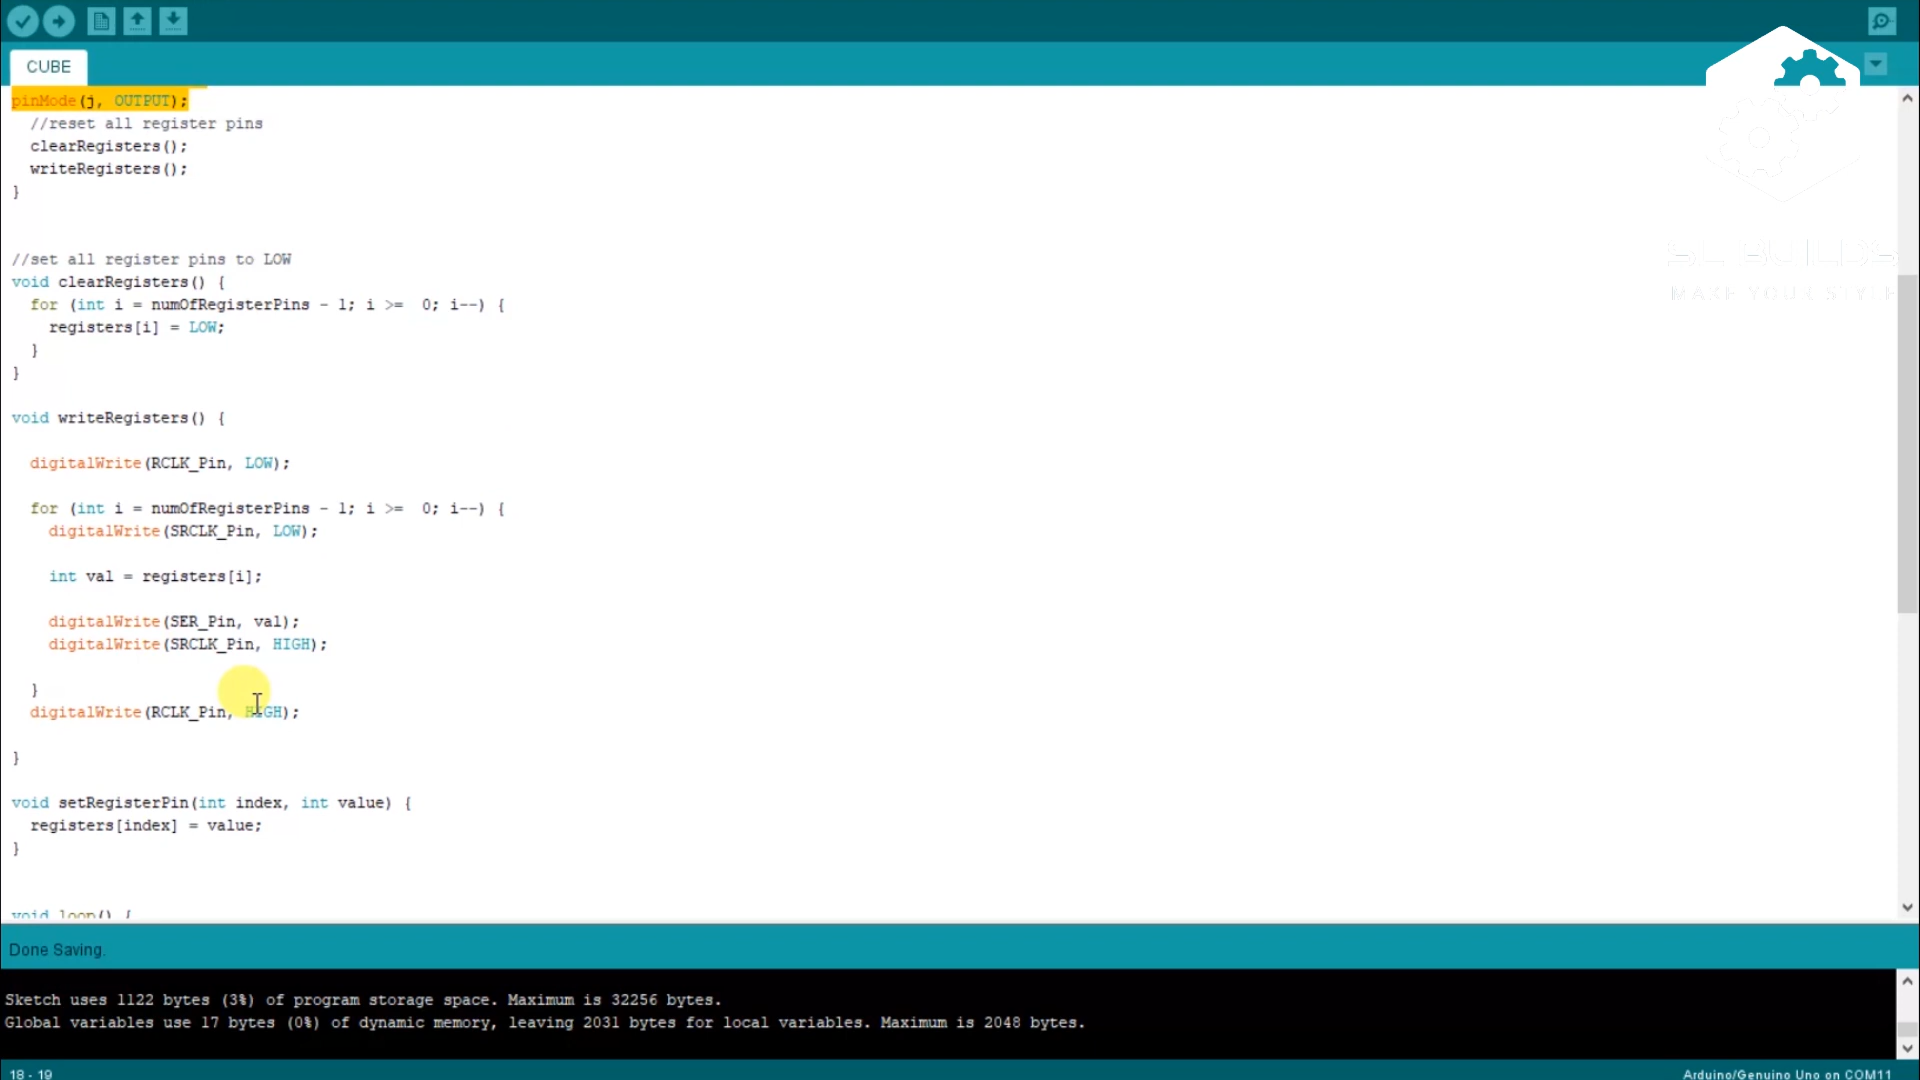 CUBE
pinMode(j, OUTPUT);
//reset all register pins
clearRegisters();
writeRegisters();
}
//set all register pins to LOW
void clearRegisters() {
for (int i = numOfRegisterPins - 1; i >=  0; i--) {
registers[i] = LOW;
}
}
void writeRegisters() {
digitalWrite(RCLK_Pin, LOW);
for (int i = numOfRegisterPins - 1; i >=  0; i--) {
digitalWrite(SRCLK_Pin, LOW);
int val = registers[i];
digitalWrite(SER_Pin, val);
digitalWrite(SRCLK_Pin, HIGH);
}
digitalWrite(RCLK_Pin, HIGH);
}
void setRegisterPin(int index, int value) {
registers[index] = value;
}
void loop() {
SL BUILDS
MAKE YOUR STYLE
Done Saving.
Sketch uses 1122 bytes (3%) of program storage space. Maximum is 32256 bytes.
Global variables use 17 bytes (0%) of dynamic memory, leaving 2031 bytes for local variables. Maximum is 2048 bytes.
18 - 19
Arduino/Genuino Uno on COM11